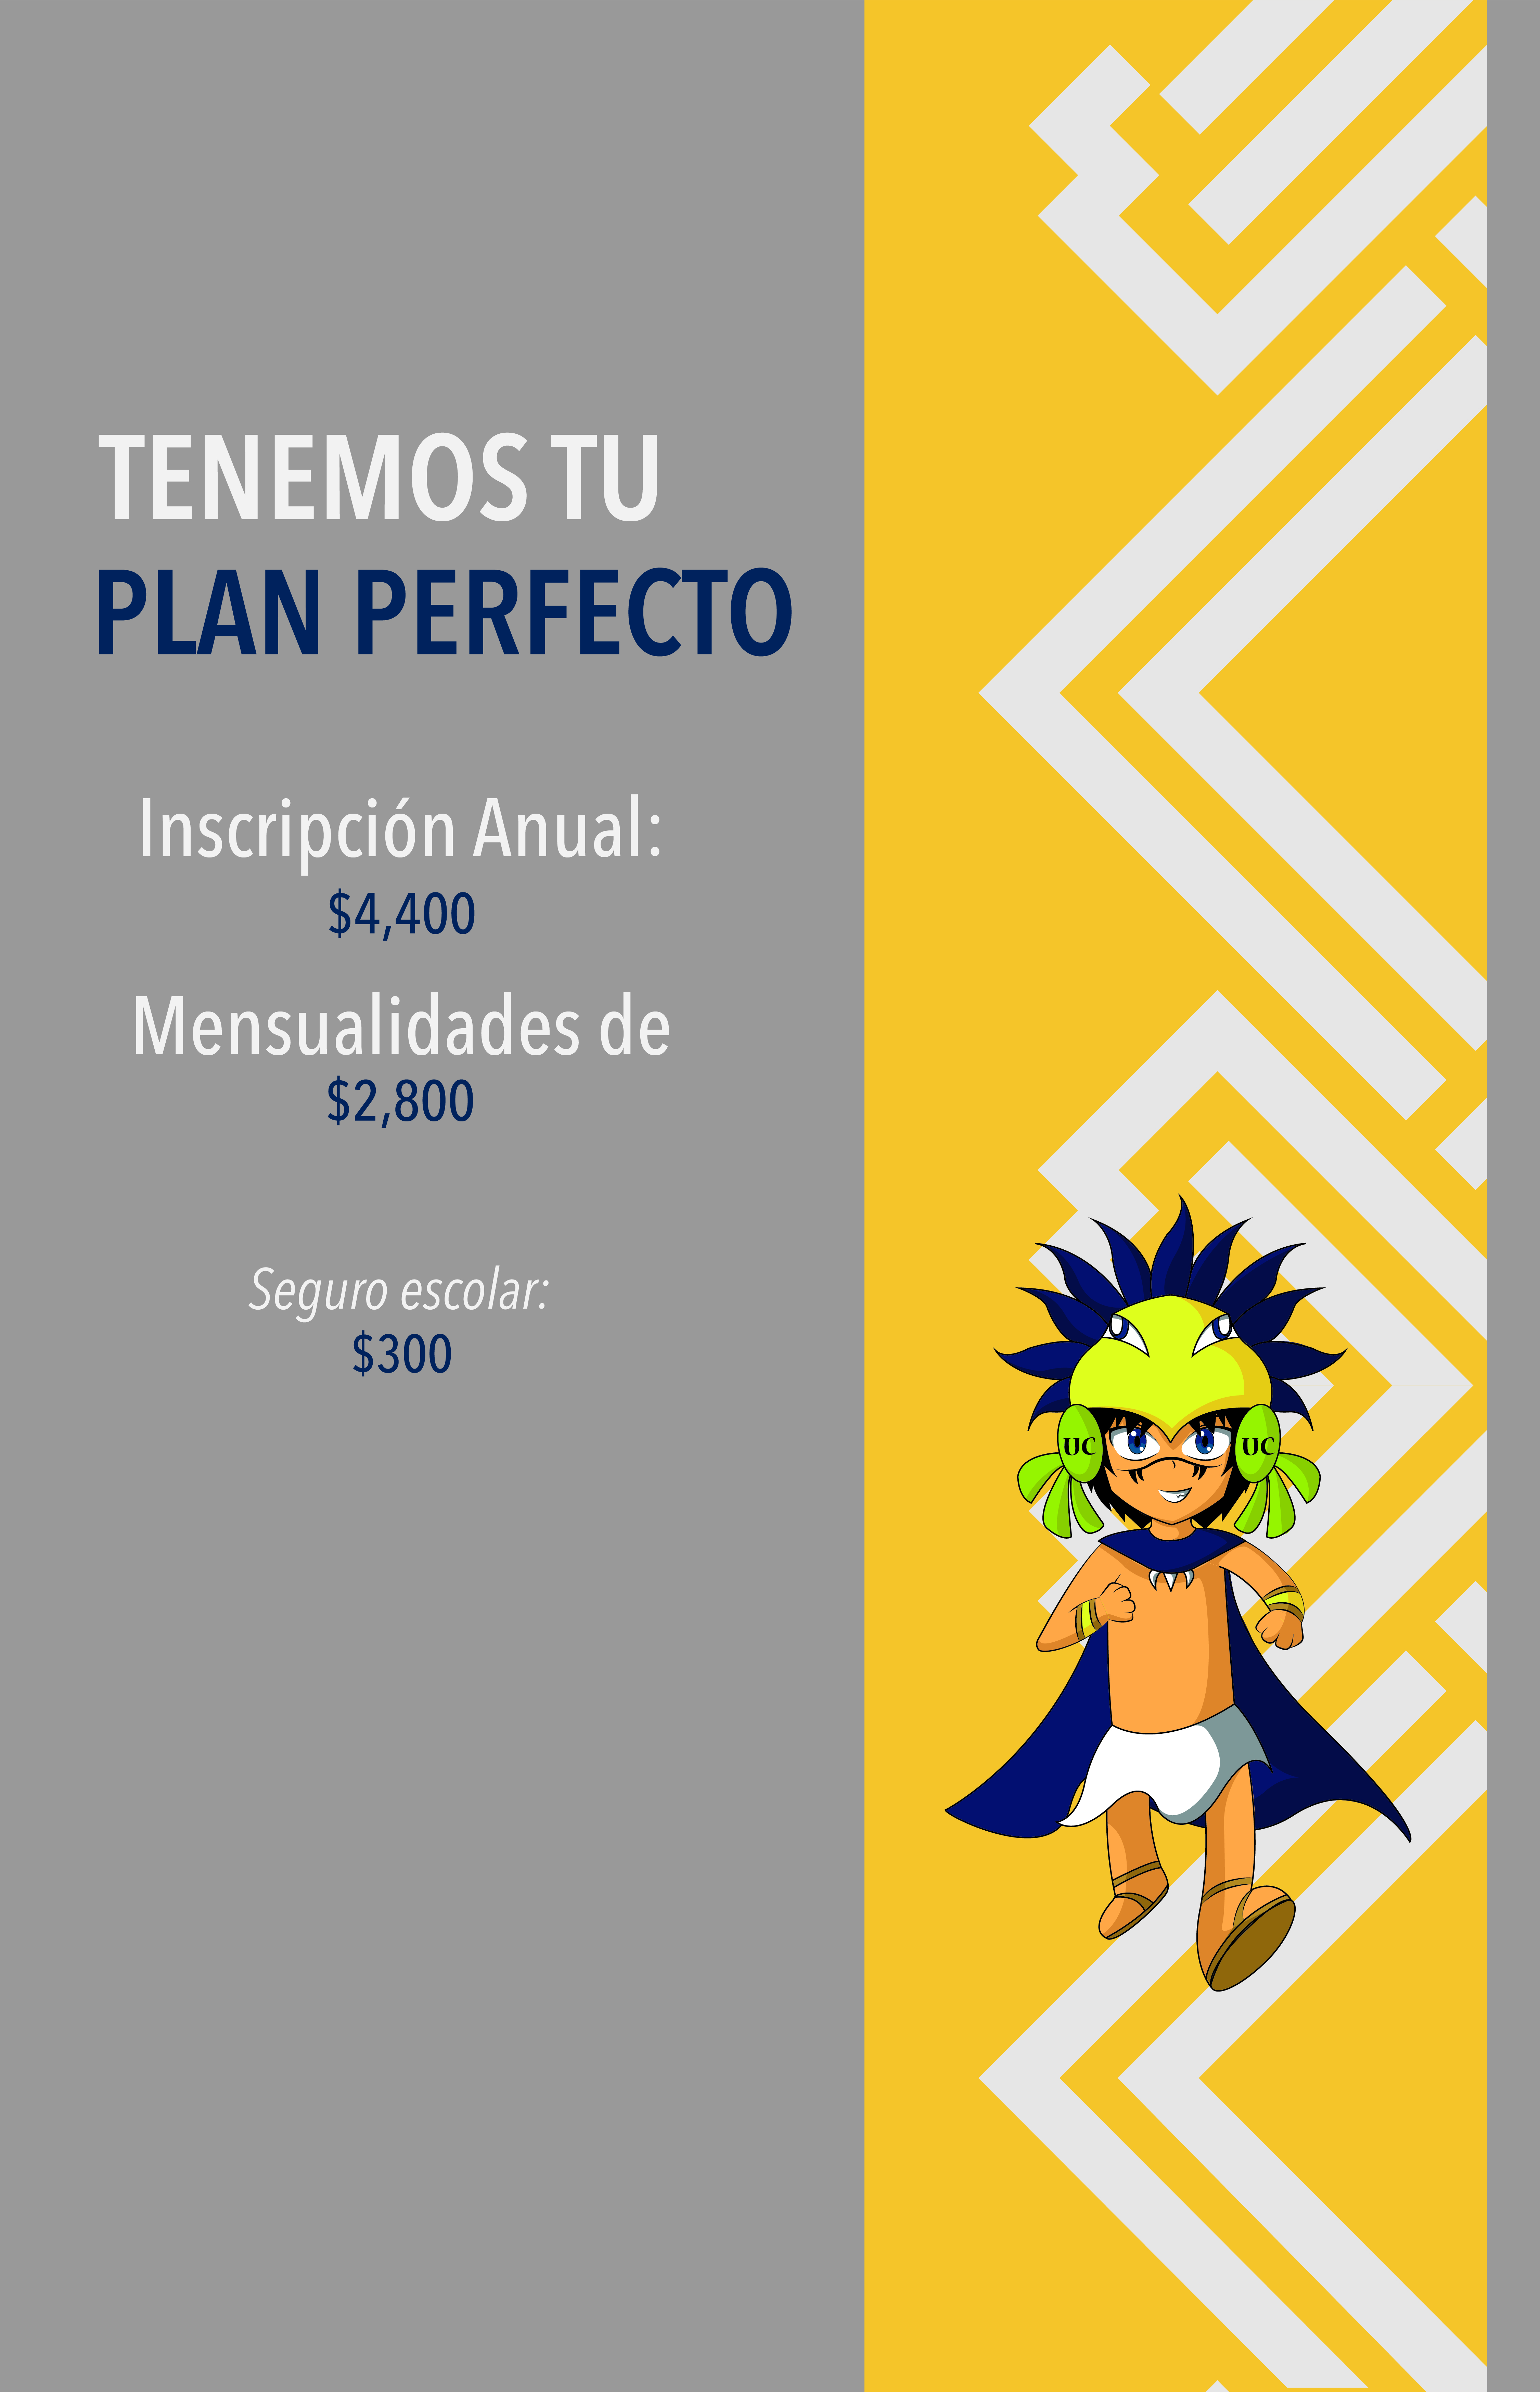 TENEMOS TU
PLAN PERFECTO
Inscripción Anual:
$4,400
Mensualidades de
$2,800
Seguro escolar:
$300
UC UC